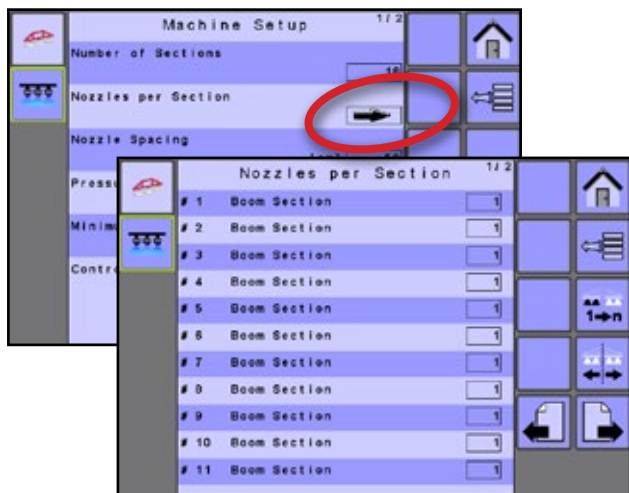 Machine Setup 1/2
Number of Sections
16
Nozzles per Section
Nozzle Spacing
Nozzles per Section 1/2
# 1 Boom Section 1
# 2 Boom Section 1
# 3 Boom Section 1
# 4 Boom Section 1
# 5 Boom Section 1
# 6 Boom Section 1
# 7 Boom Section 1
# 8 Boom Section 1
# 9 Boom Section 1
# 10 Boom Section 1
# 11 Boom Section 1
1→n